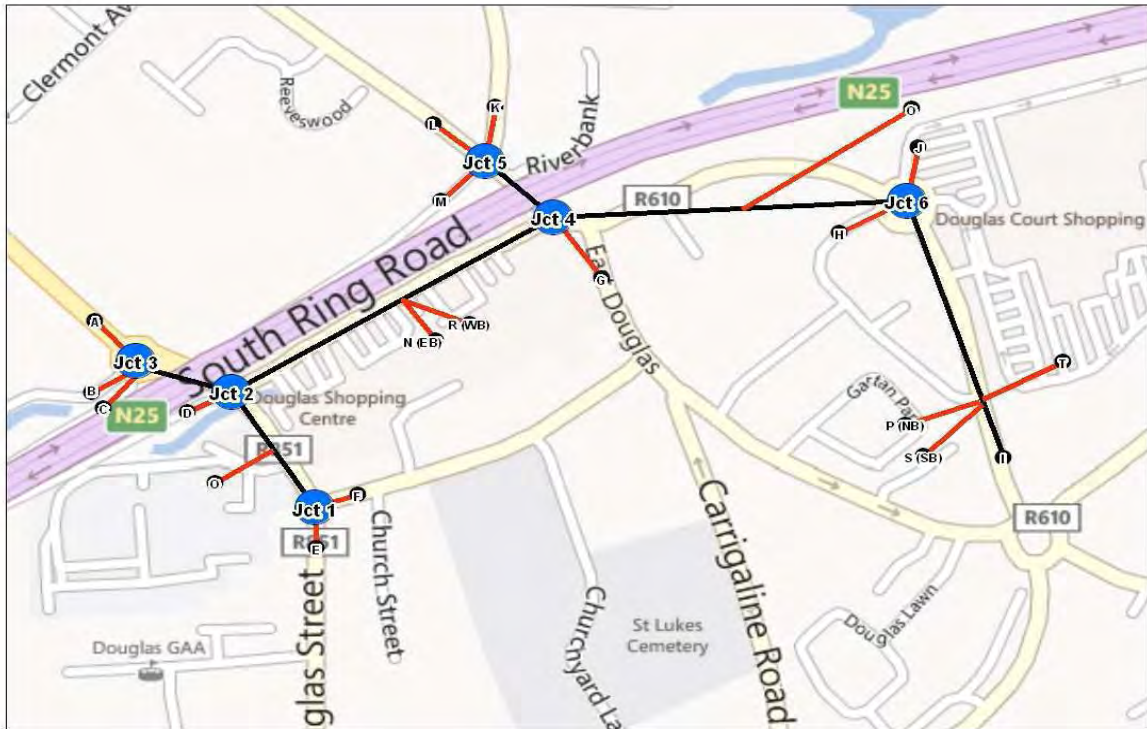 Clermont Av
Reeveswood
N25
K
L
O
Riverbank
J
Jct 5
M
R610
Jct 6
Jct 4
Douglas Court Shopping
H
South Ring Road
East Douglas
G
A
R (WB)
N (EB)
Jct 3
T
B
Jct 2
Gartan Park
C
D
Douglas Shopping
Centre
N25
P (NB)
R851
S (SB)
I
O
F
Jct 1
Carrigaline Road
R610
R851
E
Church Street
glas Street
Churchyard La
St Lukes
Cemetery
Douglas Lawn
Douglas GAA